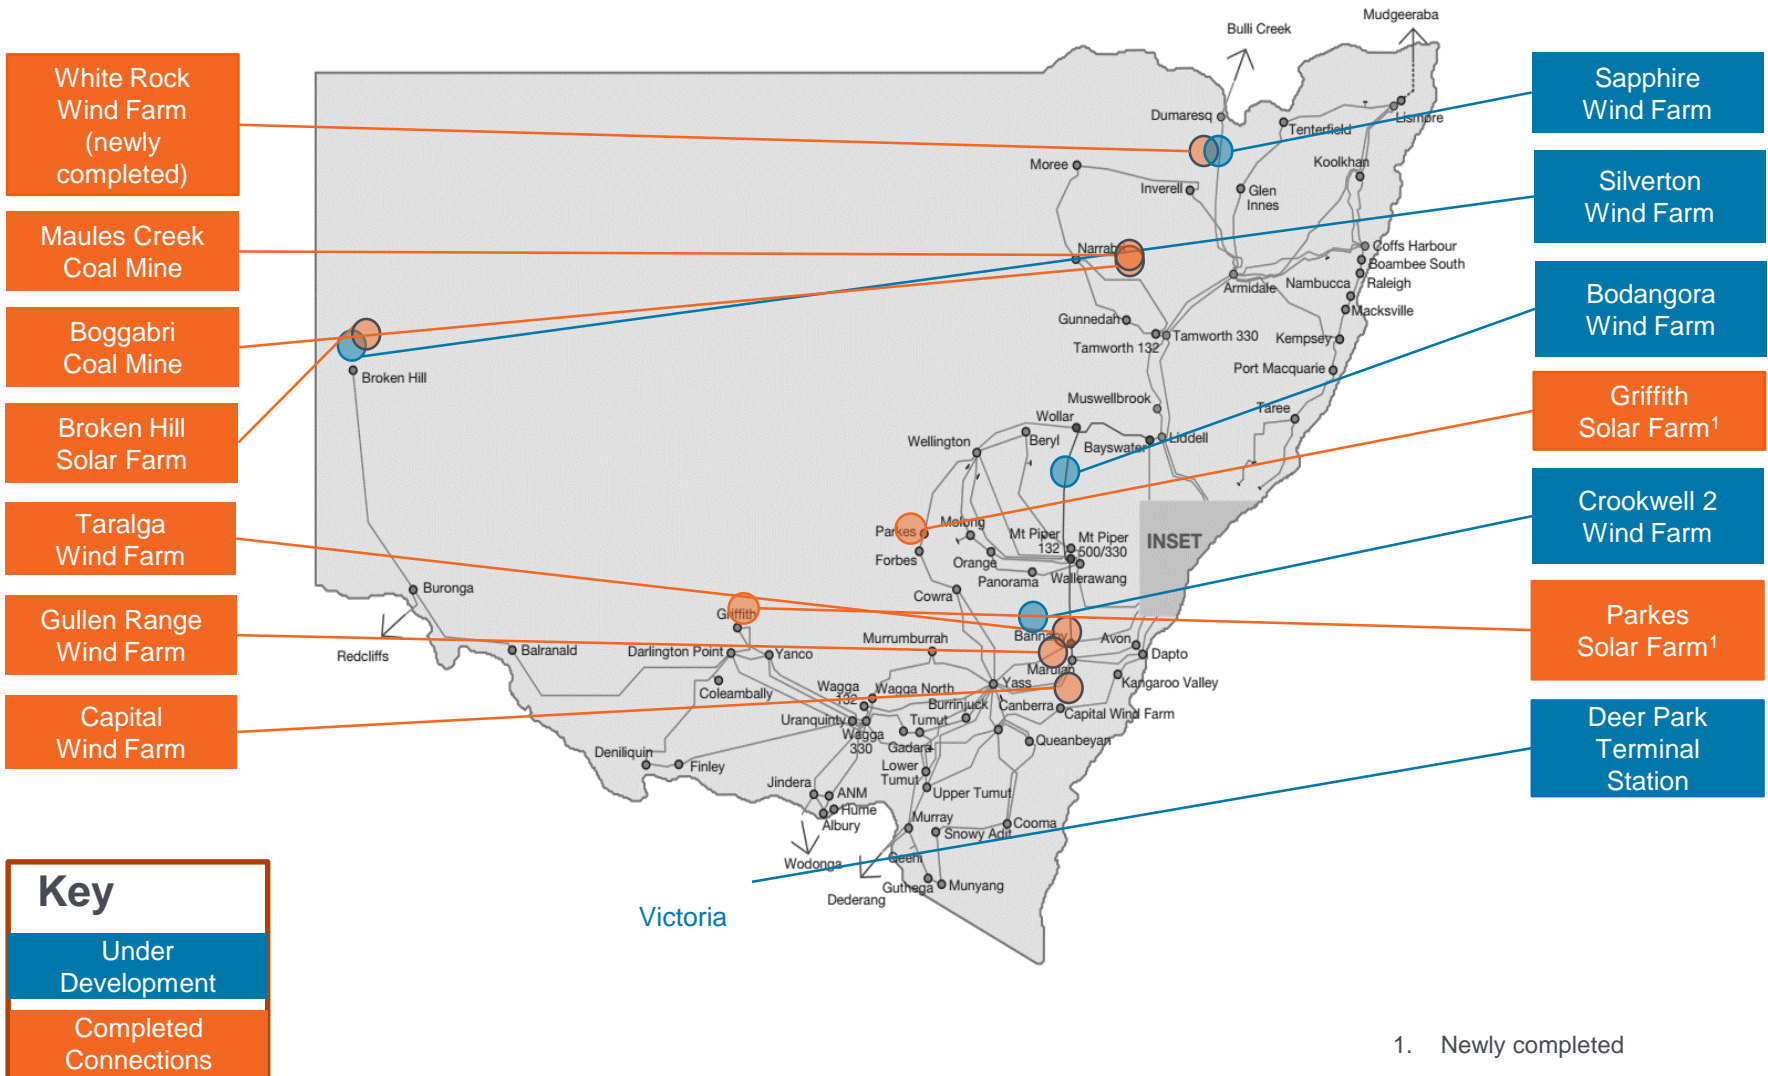 Mudgeeraba
Bulli Creek
White Rock
Wind Farm
(newly
completed)
Maules Creek
Coal Mine
Boggabri
Coal Mine
Broken Hill
Solar Farm
Taralga
Wind Farm
Gullen Range
Wind Farm
Capital
Wind Farm
Sapphire
Wind Farm
Silverton
Wind Farm
Bodangora
Wind Farm
Griffith
Solar Farm1
Crookwell 2
Wind Farm
Parkes
Solar Farm1
Deer Park
Terminal
Station
Dumaresq
Lismore
Tenterfield
Moree
Koolkhan
Inverell
Glen
Innes
Narrabri
Coffs Harbour
Boambee South
Armidale
Nambucca
Raleigh
Macksville
Gunnedah
Tamworth 132
Tamworth 330
Kempsey
Port Macquarie
Broken Hill
Muswellbrook
Taree
Wollar
Wellington
Beryl
Bayswater
Liddell
Parkes
Molong
Mt Piper
132
Mt Piper
500/330
INSET
Forbes
Orange
Panorama
Wallerawang
Cowra
Buronga
Griffith
Bannaby
Avon
Murrumburrah
Redcliffs
Balranald
Darlington Point
Yanco
Marulan
Dapto
Coleambally
Wagga
132
Wagga North
Yass
Kangaroo Valley
Burrinjuck
Canberra
Capital Wind Farm
Uranquinty
Tumut
Wagga
330
Gadara
Queanbeyan
Deniliquin
Finley
Lower
Tumut
Jindera
ANM
Upper Tumut
Hume
Albury
Murray
Snowy Adit
Cooma
Wodonga
Geehi
Guthega
Munyang
Dederang
Victoria
Key
Under
Development
Completed
Connections
1. Newly completed